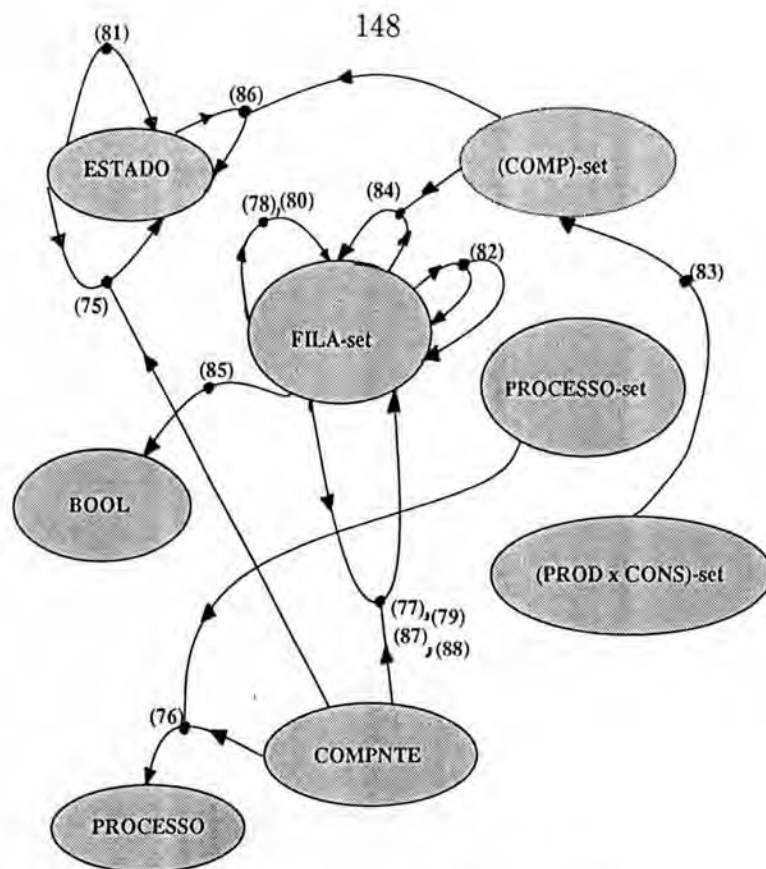 148
(81)
(86)
ESTADO
(COMP)-set
(84)
(78),(80)
(82)
(83)
(75)
FILA-set
(85)
PROCESSO-set
BOOL
(PROD x CONS)-set
(77),(79)
(87),(88)
(76)
COMPNTE
PROCESSO